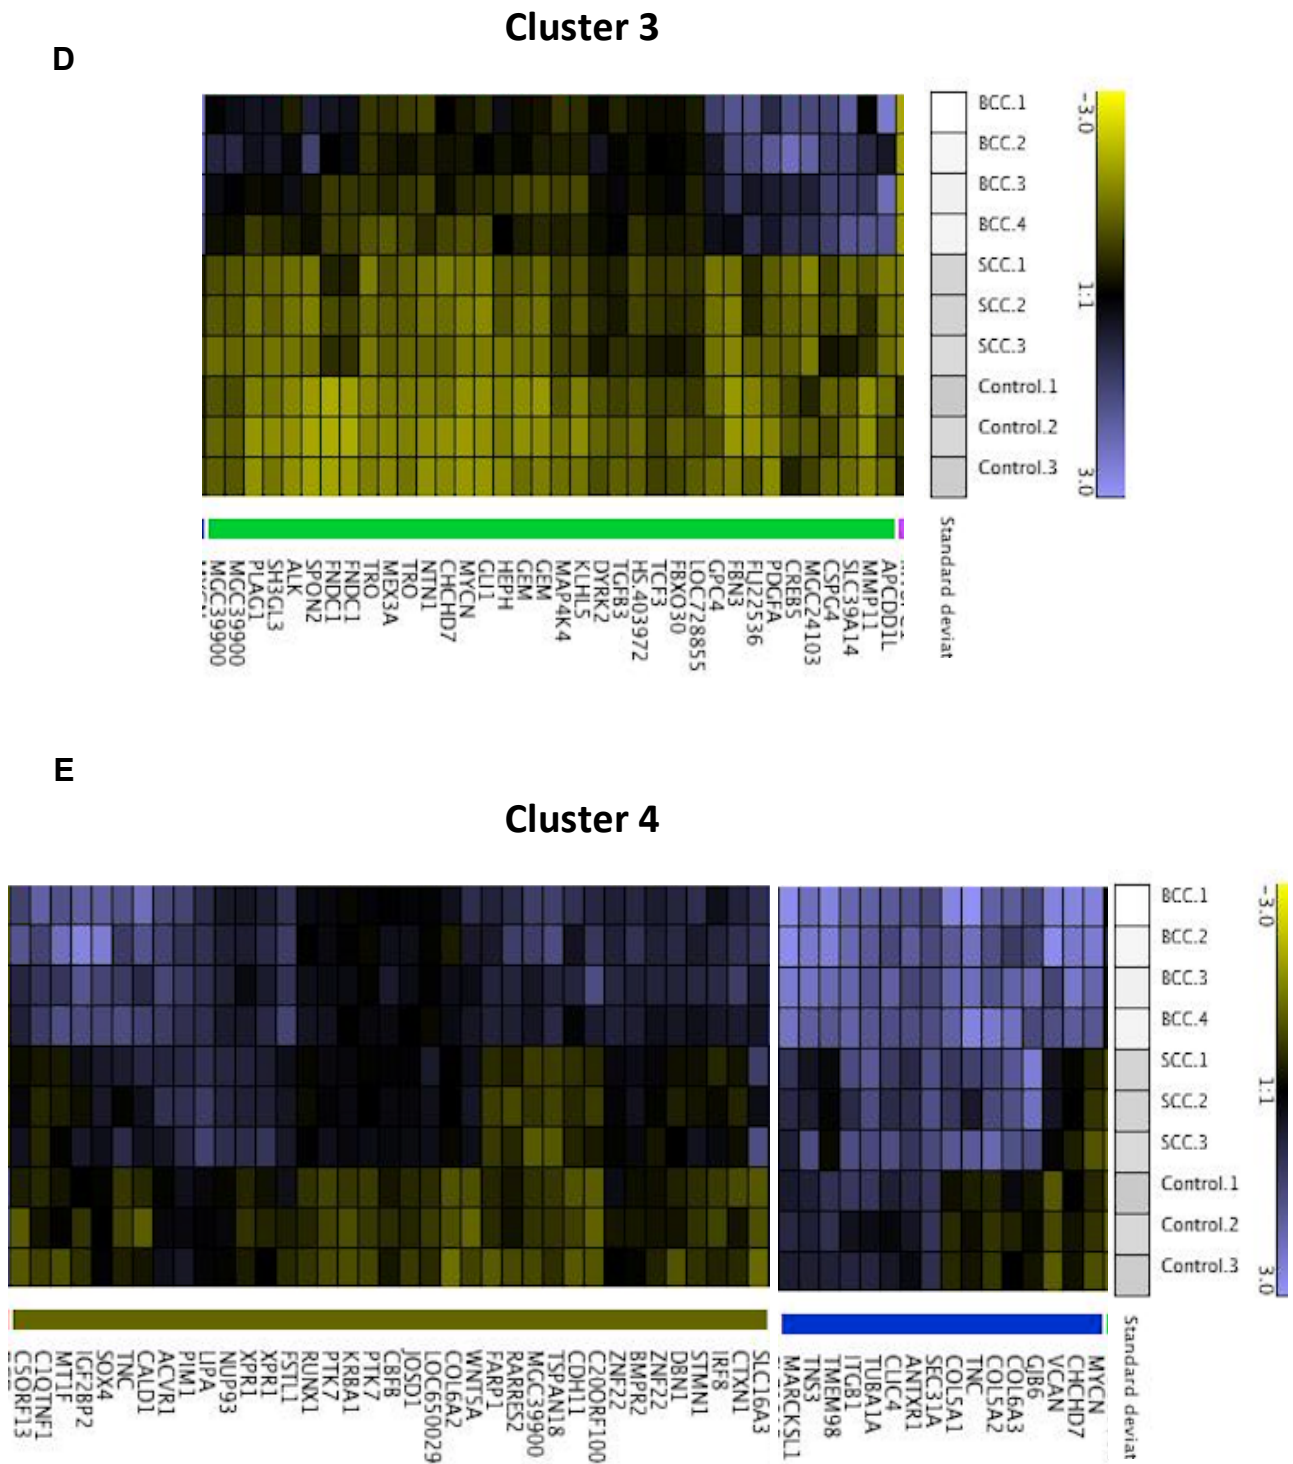 Cluster 3
D
BCC.1
BCC.2
BCC.3
BCC.4
SCC.1
SCC.2
SCC.3
Control.1
Control.2
Control.3
-3.0
1:1
3.0
Standard deviat
MGC39900
MGC39900
PLAG1
SH3GL3
ALK
SPON2
FNDC1
FNDC1
TRO
MEX3A
TRO
NTN1
CHCHD7
MYCN
GLI1
HEPH
GEM
GEM
MAP4K4
KLHL5
DYRK2
TGFB3
HS.403972
TCF3
FBXO30
LOC728855
GPC4
FBN3
FLJ22536
PDGFA
CREB5
MGC24103
CSPG4
SLC39A14
MMP11
APCDD1L
E
Cluster 4
BCC.1
BCC.2
BCC.3
BCC.4
SCC.1
SCC.2
SCC.3
Control.1
Control.2
Control.3
-3.0
1:1
3.0
Standard deviat
C5ORF13
C1QTNF1
MT1F
IGF2BP2
SOX4
TNC
CALD1
ACVR1
PIM1
LIPA
NUP93
XPR1
XPR1
FSTL1
RUNX1
PTK7
KRBA1
PTK7
CBFB
JOSD1
LOC650029
COL6A2
WNT5A
FARP1
RARRES2
MGC39900
TSPAN18
CDH11
C20ORF100
ZNF22
BMPR2
ZNF22
DBN1
STMN1
IRF8
CTXN1
SLC16A3
MARCKSL1
TNS3
TMEM98
ITGB1
TUBA1A
CLIC4
ANTXR1
SEC31A
COL5A1
TNC
COL5A2
COL6A3
GJB6
VCAN
CHCHD7
MYCN